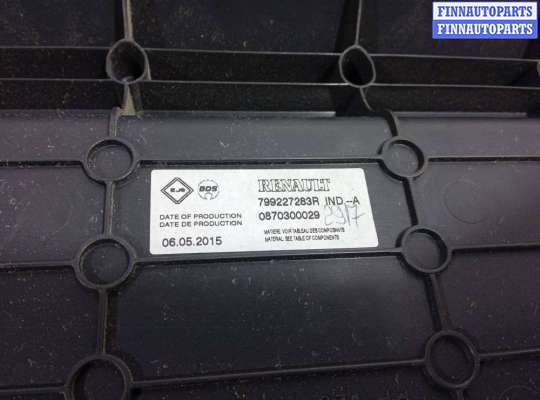 FINNAUTOPARTS
FINNAUTOPARTS
BOS
RENAULT
799227283R IND -A
0870300029 2917
DATE OF PRODUCTION
DATE DE PRODUCTION
06.05.2015
MATIERE VOIR TABLEAU DES COMPOSANTS
MATERIAL SEE TABLE OF COMPONENTS